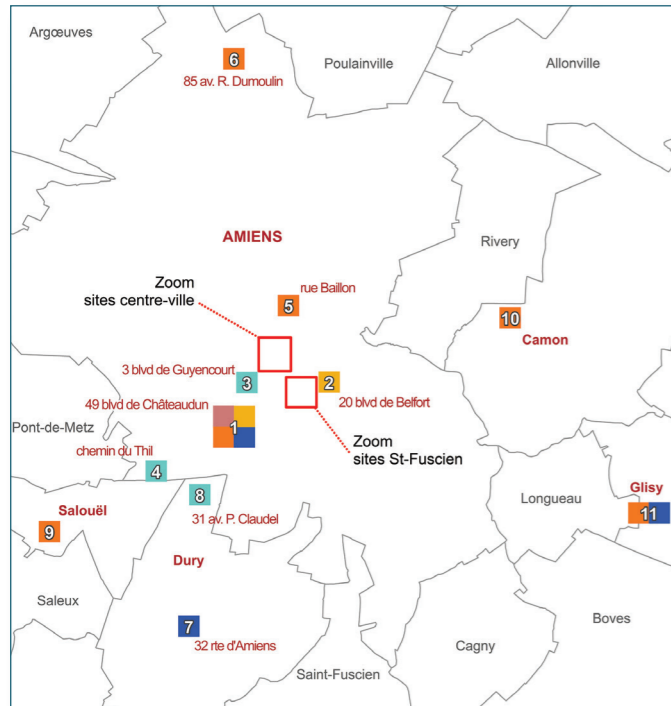 Argœuves
6
85 av. R. Dumoulin
Poulainville
Allonville
AMIENS
Rivery
Zoom
sites centre-ville
rue Baillon
5
10
Camon
3 blvd de Guyencourt
3
2
20 blvd de Belfort
49 blvd de Châteaudun
1
Pont-de-Metz
Zoom
sites St-Fuscien
chemin du Thil
4
8
31 av. P. Claudel
Salouël
9
Longueau
Glisy
11
Dury
Saleux
7
32 rte d'Amiens
Boves
Cagny
Saint-Fuscien